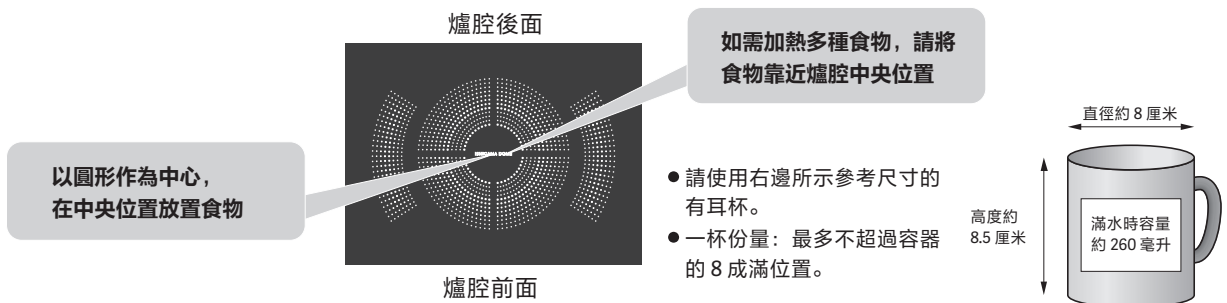 爐腔後面
如需加熱多種食物，請將
食物靠近爐腔中央位置
以圓形作為中心，
在中央位置放置食物
爐腔前面
● 請使用右邊所示參考尺寸的
有耳杯。
● 一杯份量：最多不超過容器
的 8 成滿位置。
直徑約 8 厘米
高度約
8.5 厘米
滿水時容量
約 260 毫升